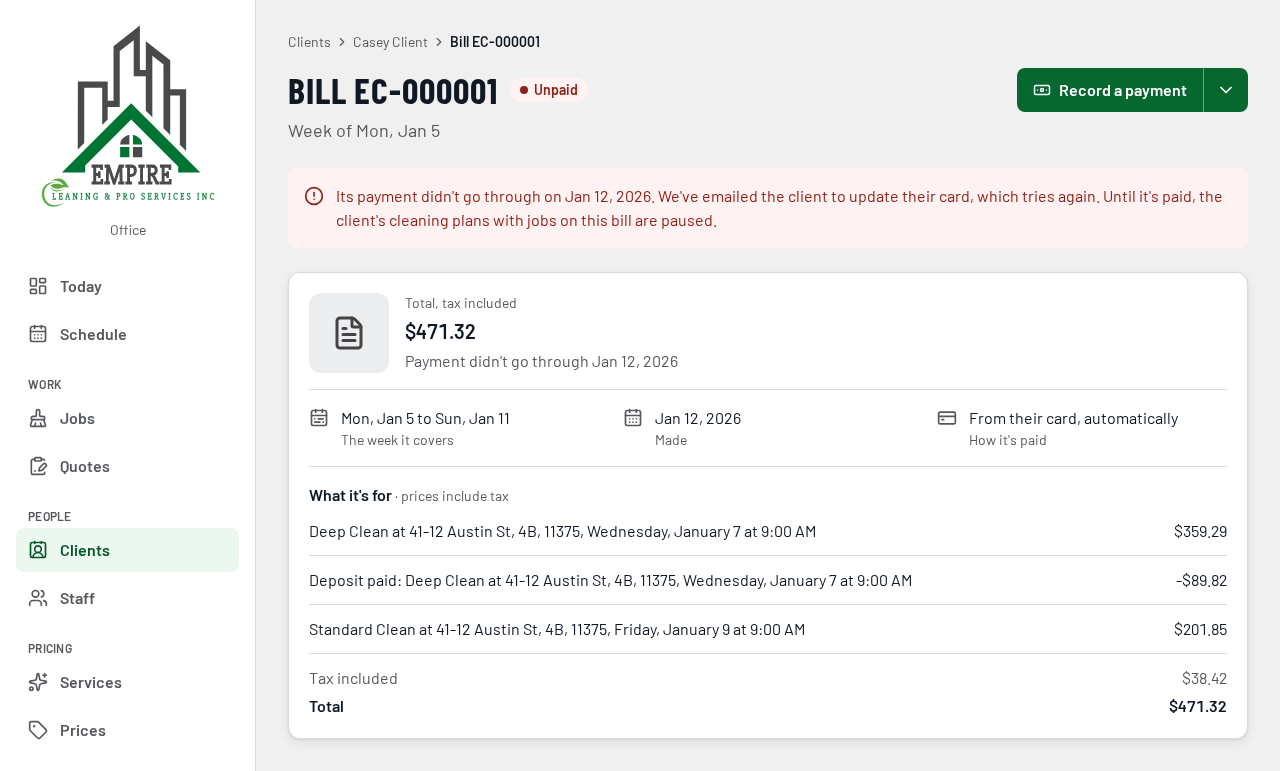 EMPIRE
LEANING & PRO SERVICES INC
Office
Today
Schedule
WORK
Jobs
Quotes
PEOPLE
Clients
Staff
PRICING
Services
Prices
Clients > Casey Client > Bill EC-000001
BILL EC-000001
Unpaid
Record a payment
Week of Mon, Jan 5
Its payment didn't go through on Jan 12, 2026. We've emailed the client to update their card, which tries again. Until it's paid, the
client's cleaning plans with jobs on this bill are paused.
Total, tax included
$471.32
Payment didn't go through Jan 12, 2026
Mon, Jan 5 to Sun, Jan 11
The week it covers
Jan 12, 2026
Made
From their card, automatically
How it's paid
What it's for · prices include tax
Deep Clean at 41-12 Austin St, 4B, 11375, Wednesday, January 7 at 9:00 AM $359.29
Deposit paid: Deep Clean at 41-12 Austin St, 4B, 11375, Wednesday, January 7 at 9:00 AM -$89.82
Standard Clean at 41-12 Austin St, 4B, 11375, Friday, January 9 at 9:00 AM $201.85
Tax included $38.42
Total $471.32